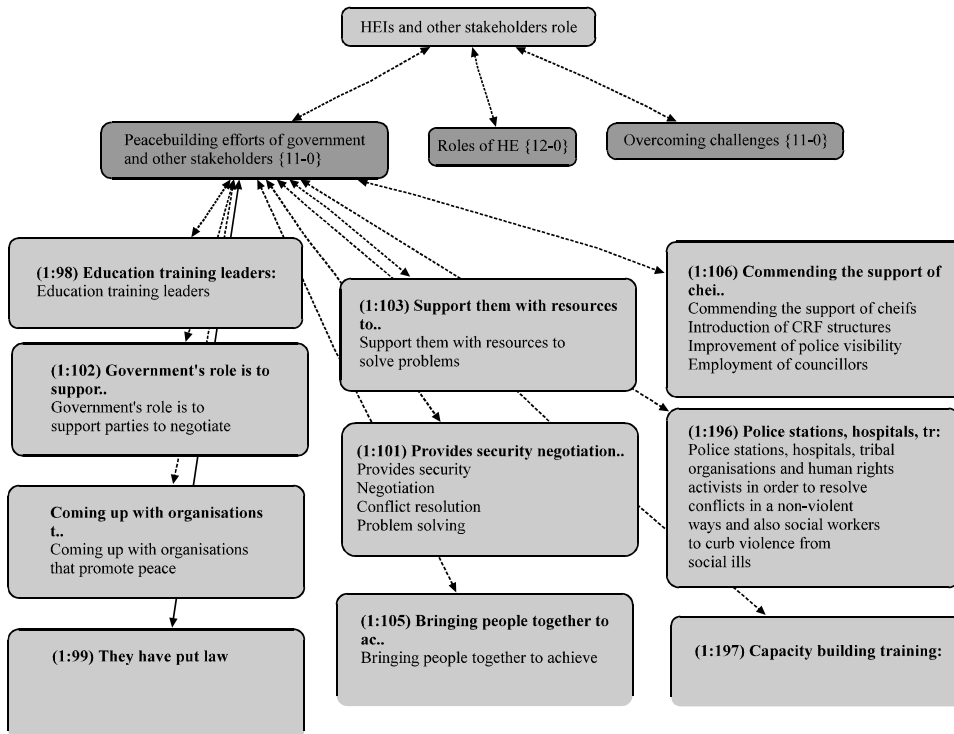 HEIs and other stakeholders role
Peacebuilding efforts of government
and other stakeholders {11-0}
Roles of HE {12-0}
Overcoming challenges {11-0}
(1:98) Education training leaders:
Education training leaders
(1:102) Government's role is to
suppor..
Government's role is to
support parties to negotiate
Coming up with organisations
t..
Coming up with organisations
that promote peace
(1:99) They have put law
(1:103) Support them with resources
to..
Support them with resources to
solve problems
(1:101) Provides security negotiation..
Provides security
Negotiation
Conflict resolution
Problem solving
(1:105) Bringing people together to
ac..
Bringing people together to achieve
(1:106) Commending the support of
chei..
Commending the support of cheifs
Introduction of CRF structures
Improvement of police visibility
Employment of councillors
(1:196) Police stations, hospitals, tr:
Police stations, hospitals, tribal
organisations and human rights
activists in order to resolve
conflicts in a non-violent
ways and also social workers
to curb violence from
social ills
(1:197) Capacity building training: